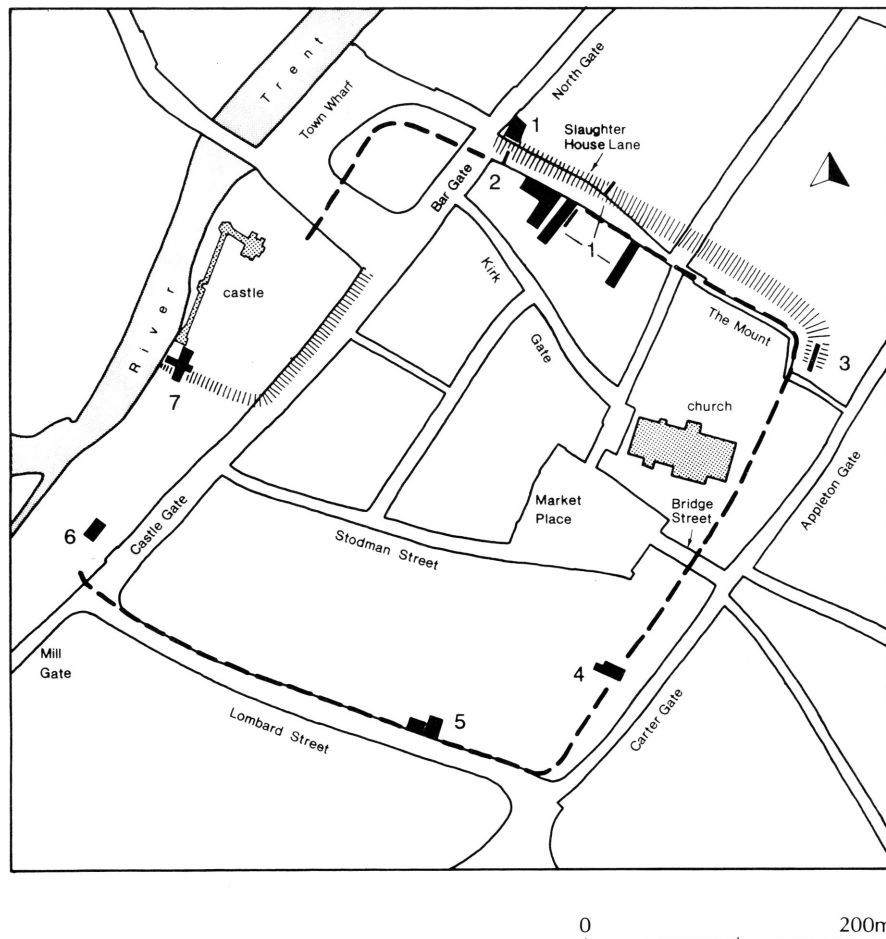 Trent
Town Wharf
North Gate
1
Slaughter
House Lane
2
Bar Gate
River
castle
Kirk
Gate
The Mount
3
7
church
Market
Place
Bridge
Street
Appleton Gate
6
Castle Gate
Stodman Street
4
Mill
Gate
5
Lombard Street
Carter Gate
0 200m